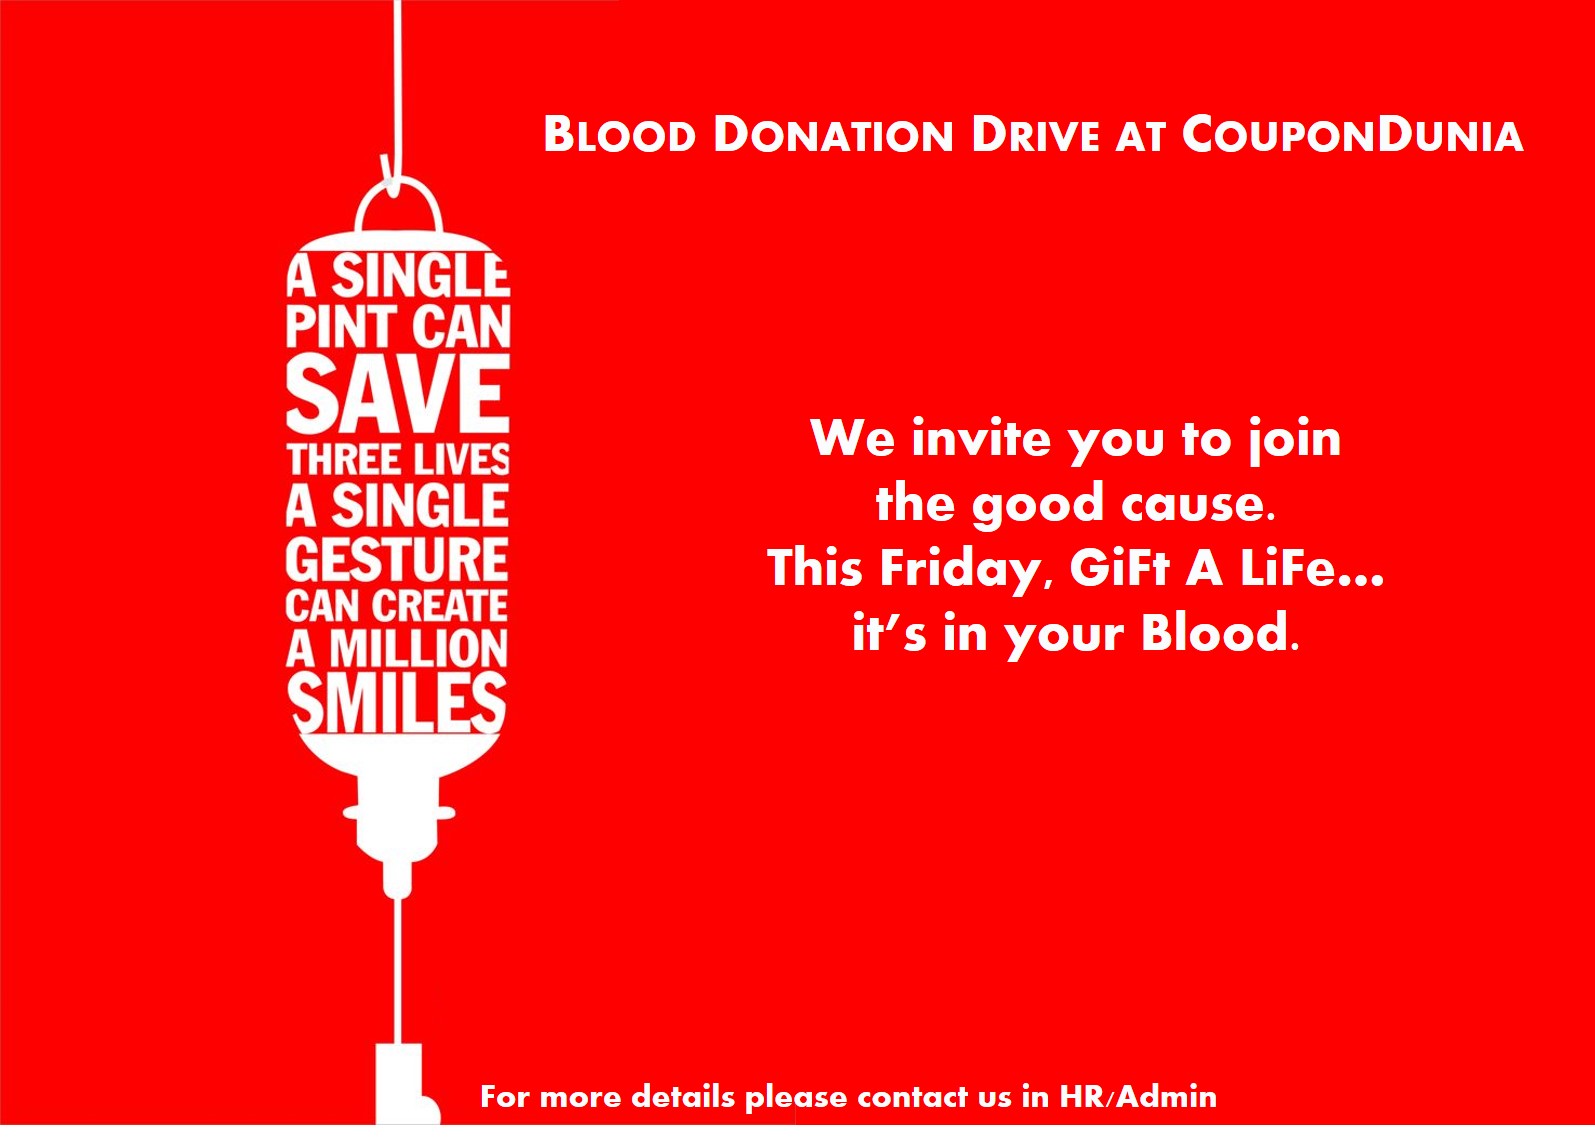 BLOOD DONATION DRIVE AT COUPONDUNIA
A SINGLE
PINT CAN
SAVE
THREE LIVES
A SINGLE
GESTURE
CAN CREATE
A MILLION
SMILES
We invite you to join
the good cause.
This Friday, GiFt A LiFe...
it’s in your Blood.
For more details please contact us in HR/Admin